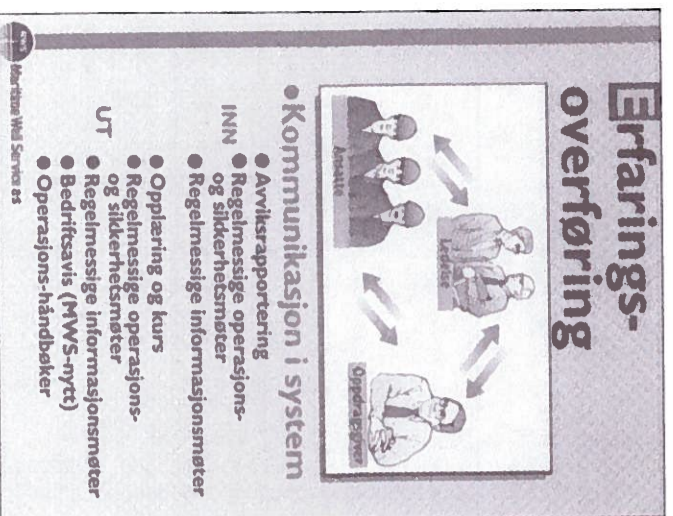 Erfarings-
overføring
Ledelse
Ansatte
Oppdragsgiver
● Kommunikasjon i system
INN
● Avviksrapportering
● Regelmessige operasjons-
og sikkerhetsmøter
● Regelmessige informasjonsmøter
UT
● Opplæring og kurs
● Regelmessige operasjons-
og sikkerhetsmøter
● Regelmessige informasjonsmøter
● Bedriftsavis (MWS-nytt)
● Operasjons-håndbøker
Maritime Well Service as